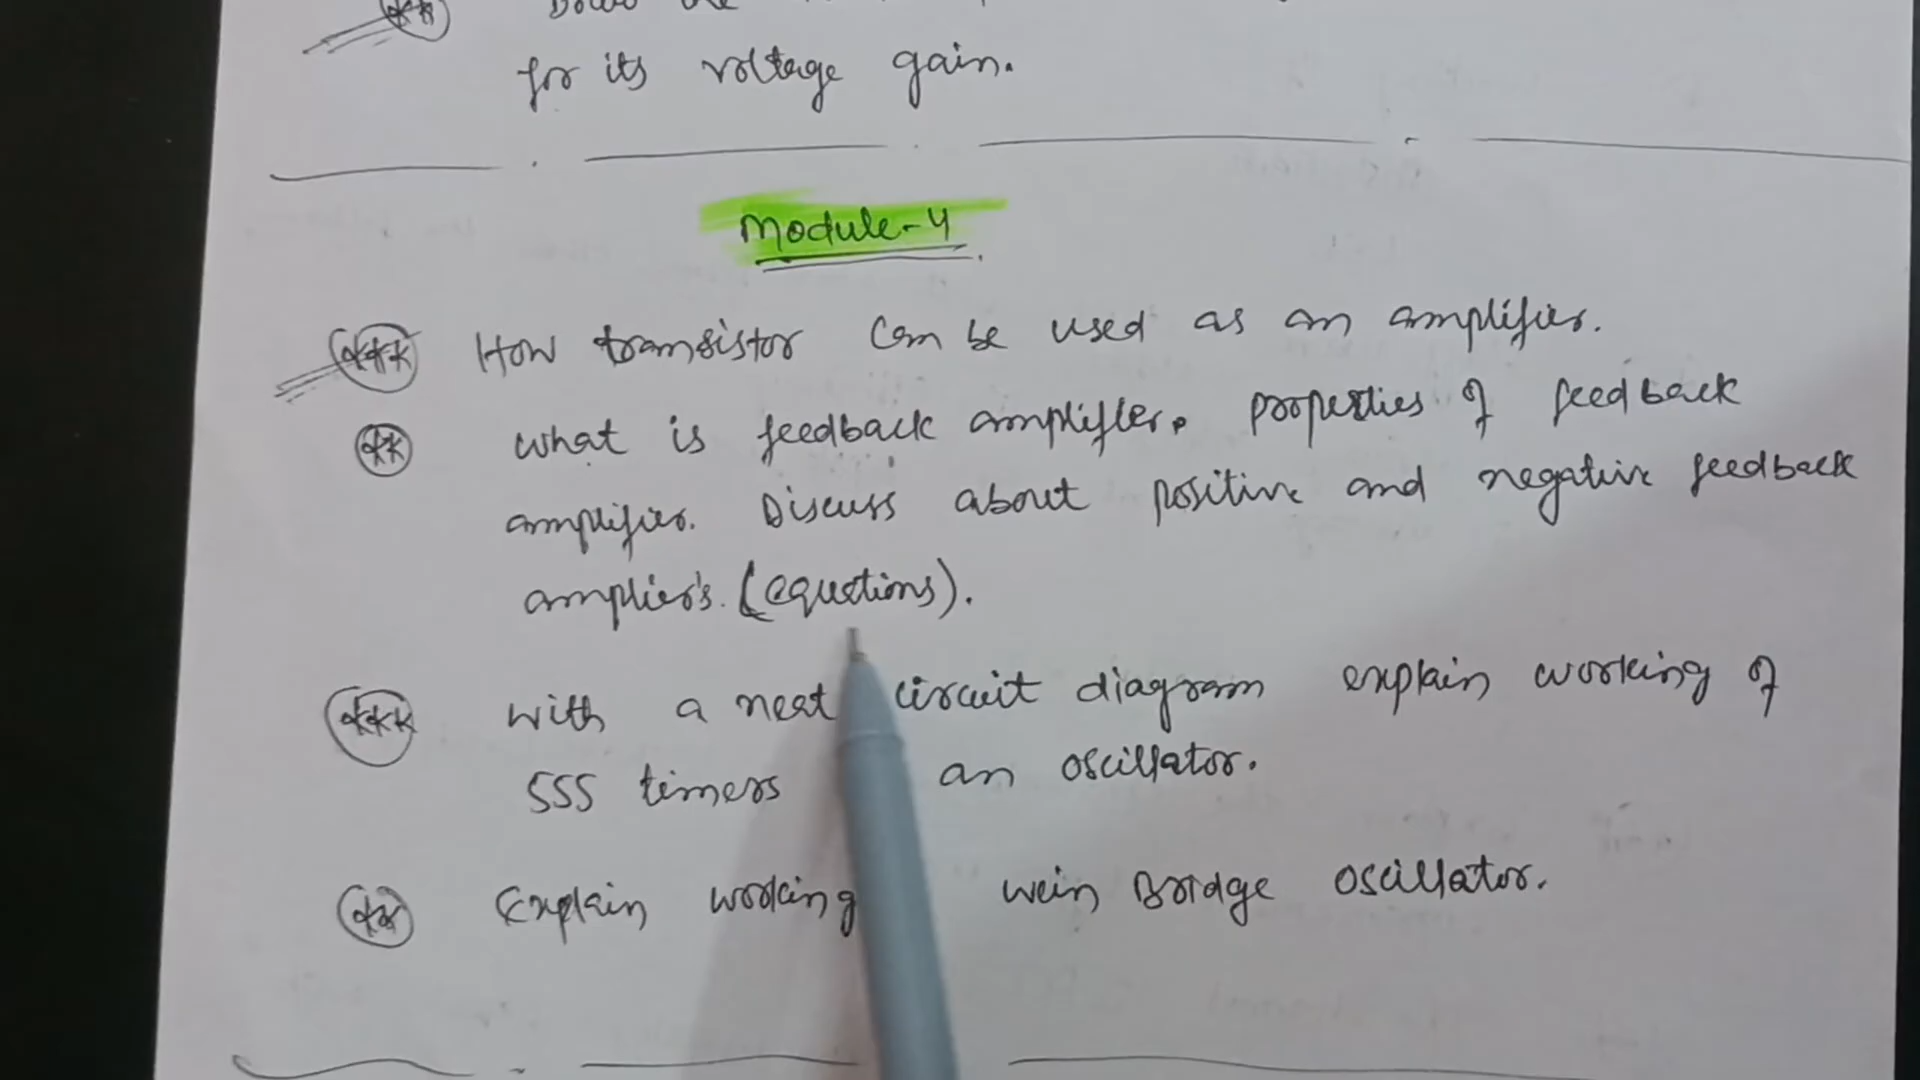 for its voltage gain.
Module-4
*** How transistor can be used as an amplifier.
** what is feedback amplifier. properties of feedback
amplifier. Discuss about positive and negative feedback
amplier's. (equations).
*** with a neat circuit diagram explain working of
555 timers an oscillator.
** Explain working wein Bridge oscillator.